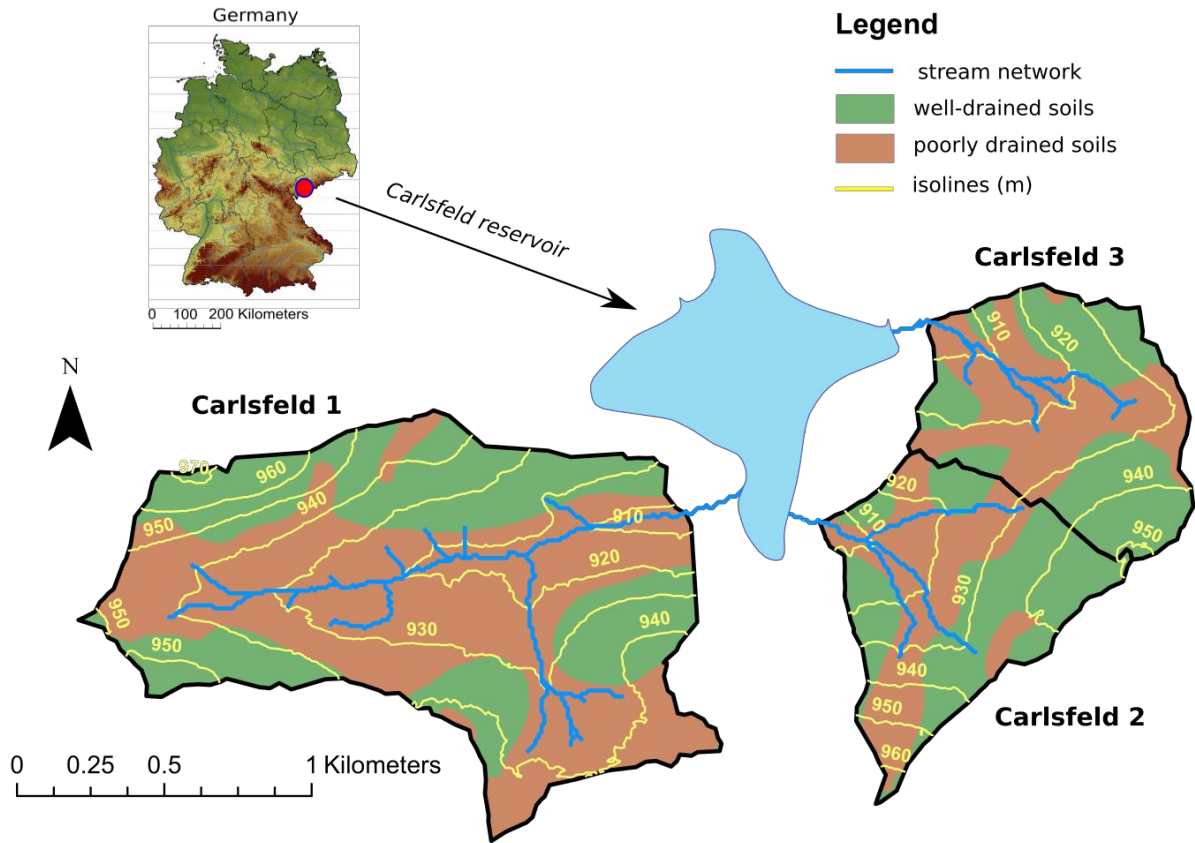 Germany
0 100 200 Kilometers
Legend
stream network
well-drained soils
poorly drained soils
isolines (m)
Carlsfeld reservoir
N
Carlsfeld 1
970
960
950
940
910
920
950
930
940
950
Carlsfeld 3
910
920
940
950
920
910
930
940
950
960
Carlsfeld 2
0 0.25 0.5 1 Kilometers